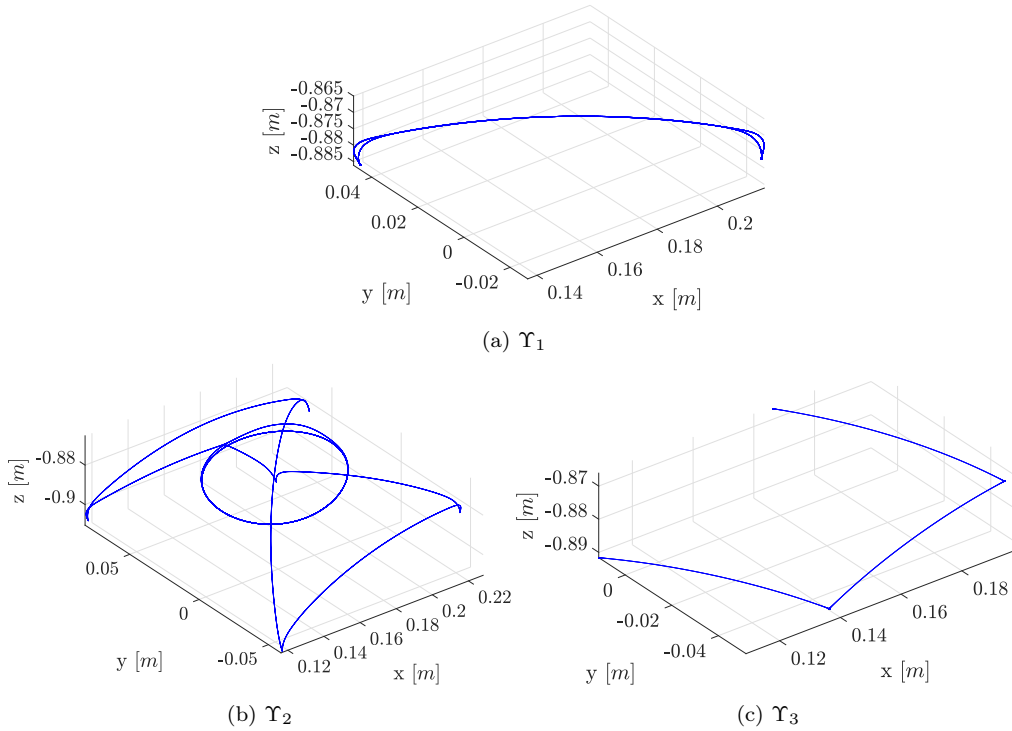 -0.865
-0.87
-0.875
-0.88
-0.885
z [m]
0.04
0.02
0
-0.02
y [m]
0.14
0.16
0.18
0.2
x [m]
(a) ϒ1
-0.88
-0.9
z [m]
0.05
0
-0.05
y [m]
0.12
0.14
0.16
0.18
0.2
0.22
x [m]
(b) ϒ2
-0.87
-0.88
-0.89
z [m]
0
-0.02
-0.04
y [m]
0.12
0.14
0.16
0.18
x [m]
(c) ϒ3